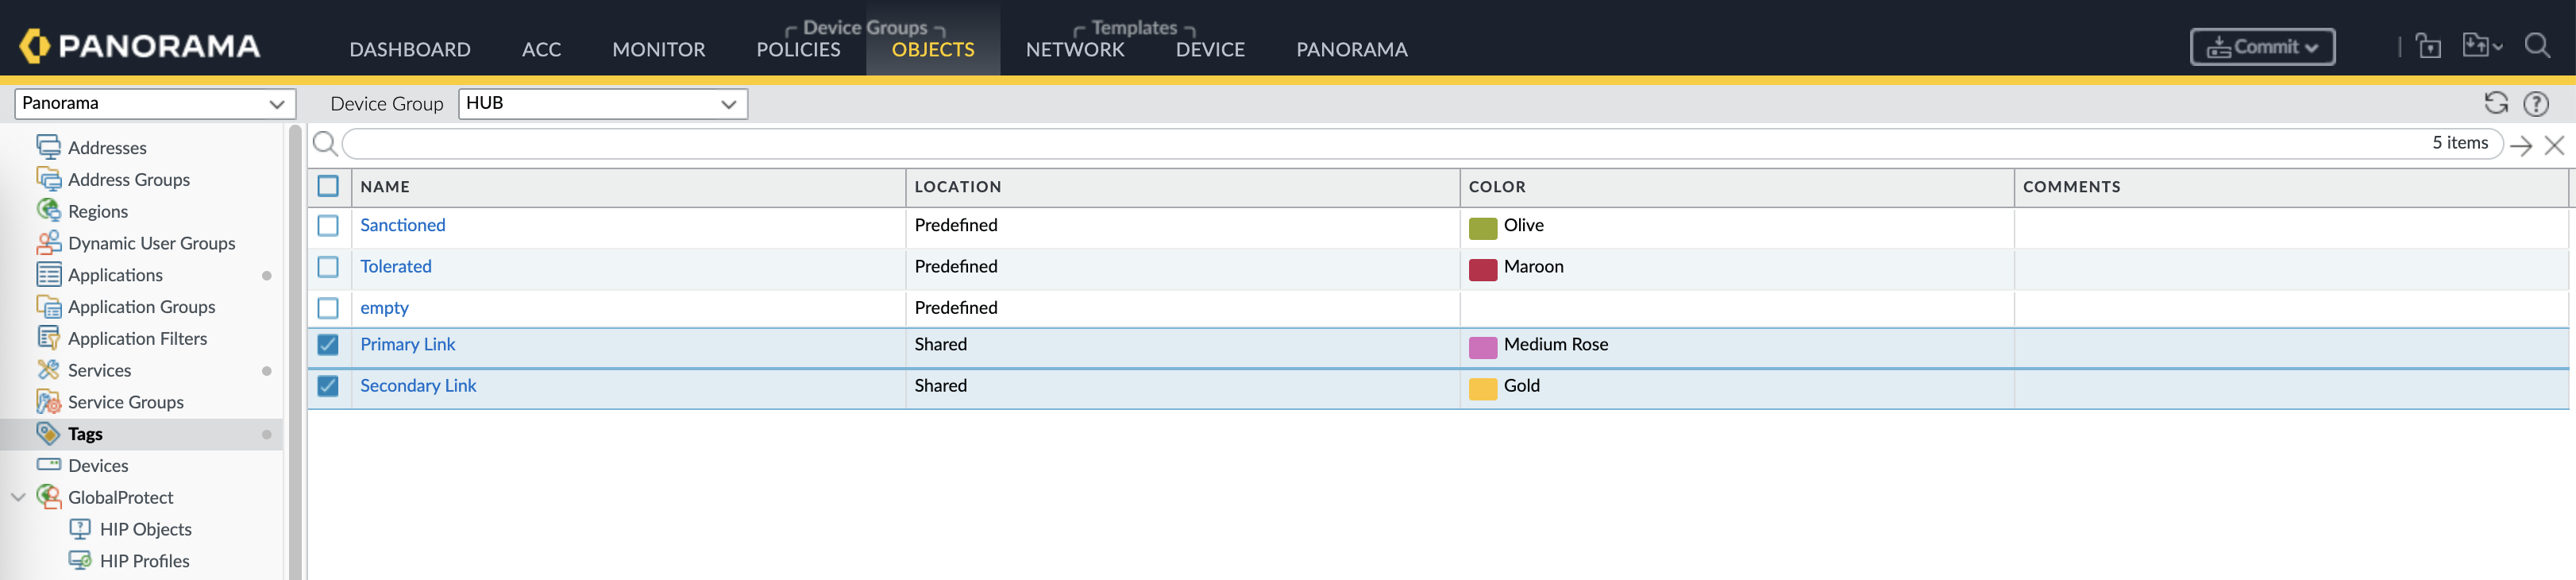 PANORAMA
DASHBOARD ACC MONITOR Device Groups POLICIES OBJECTS Templates NETWORK DEVICE PANORAMA Commit
Panorama Device Group HUB
5 items
Addresses
Address Groups
Regions
Dynamic User Groups
Applications
Application Groups
Application Filters
Services
Service Groups
Tags
Devices
GlobalProtect
HIP Objects
HIP Profiles
NAME LOCATION COLOR COMMENTS
Sanctioned Predefined Olive
Tolerated Predefined Maroon
empty Predefined
Primary Link Shared Medium Rose
Secondary Link Shared Gold